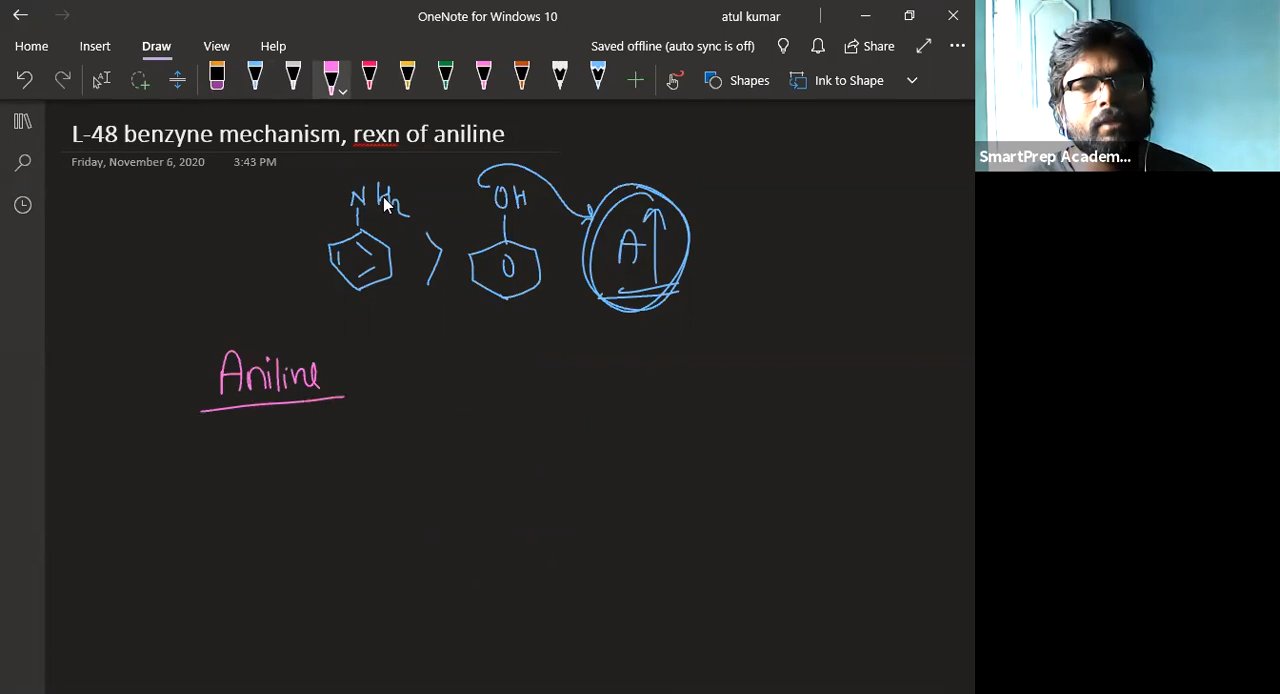 OneNote for Windows 10
atul kumar
Home Insert Draw View Help
Saved offline (auto sync is off)
Share
Shapes
Ink to Shape
L-48 benzyne mechanism, rexn of aniline
Friday, November 6, 2020 3:43 PM
SmartPrep Academ...
NH2 OH
> A↑
Aniline